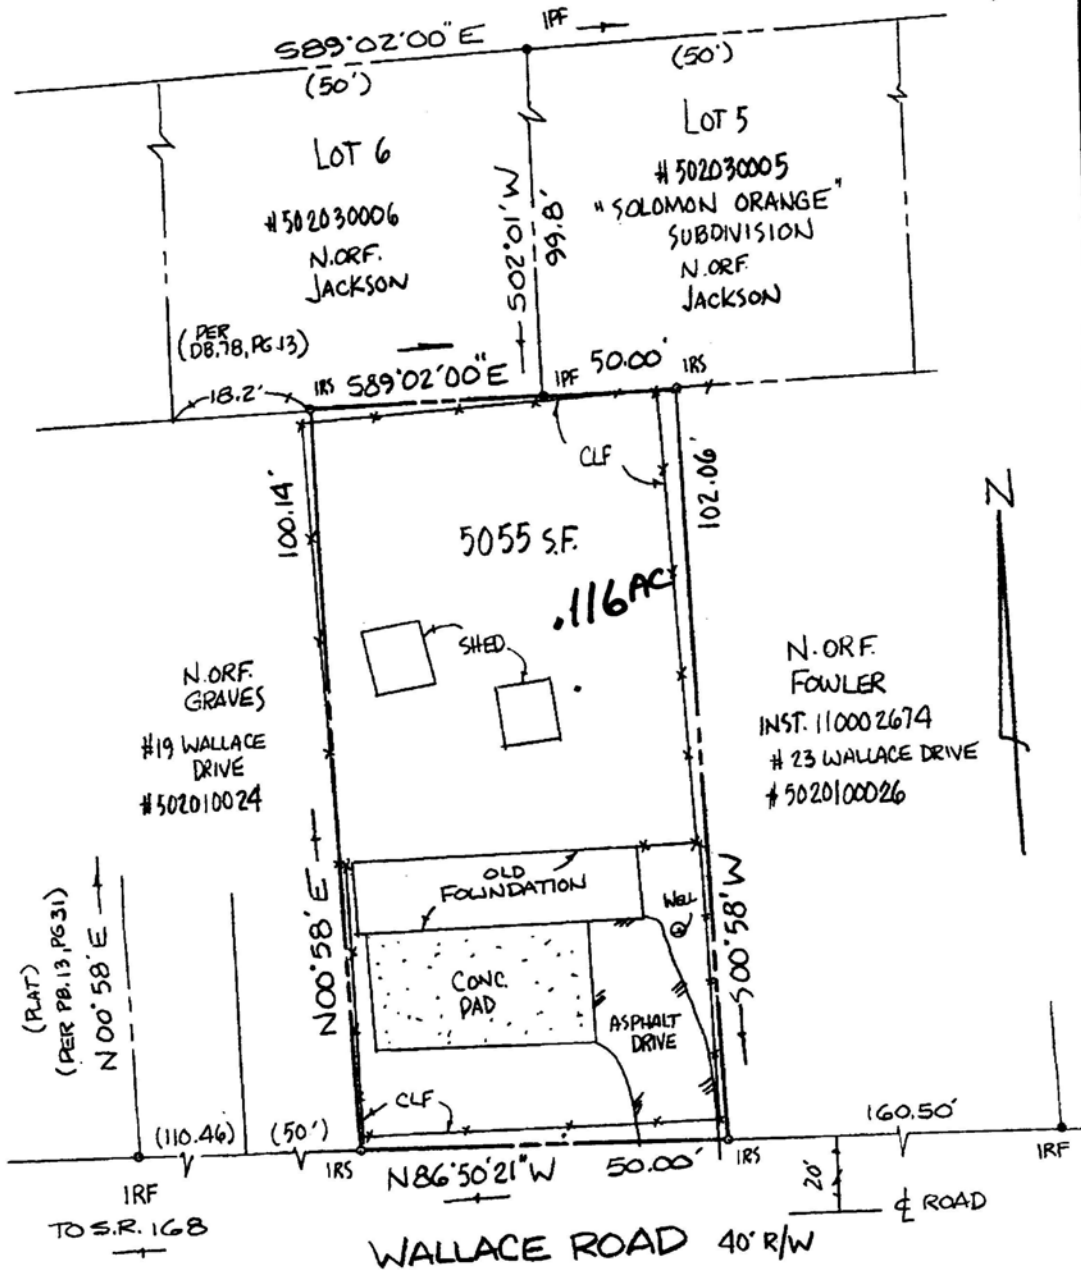 S89°02'00"E
IPF
(50')
(50')
LOT 6
LOT 5
#502030006
N.ORF.
JACKSON
#502030005
"SOLOMON ORANGE"
SUBDIVISION
N.ORF.
JACKSON
S02°01'W
99.8'
(PER
DB.78, PG.13)
18.2'
IRS
S89°02'00"E
IPF
50.00'
IRS
CLF
100.14'
102.06'
5055 S.F.
.116 AC
N
SHED
N.ORF.
GRAVES
#19 WALLACE
DRIVE
#502010024
N.ORF.
FOWLER
INST. 110002674
#23 WALLACE DRIVE
#5020100026
OLD
FOUNDATION
WELL
N00°58'E
S00°58'W
(PLAT)
(PER PB.13, PG31)
N00°58'E
CONC.
PAD
ASPHALT
DRIVE
CLF
(110.46)
(50')
160.50'
IRF
IRS
N86°50'21"W
50.00'
IRS
20'
IRF
TO S.R. 168
℄ ROAD
WALLACE ROAD 40' R/W